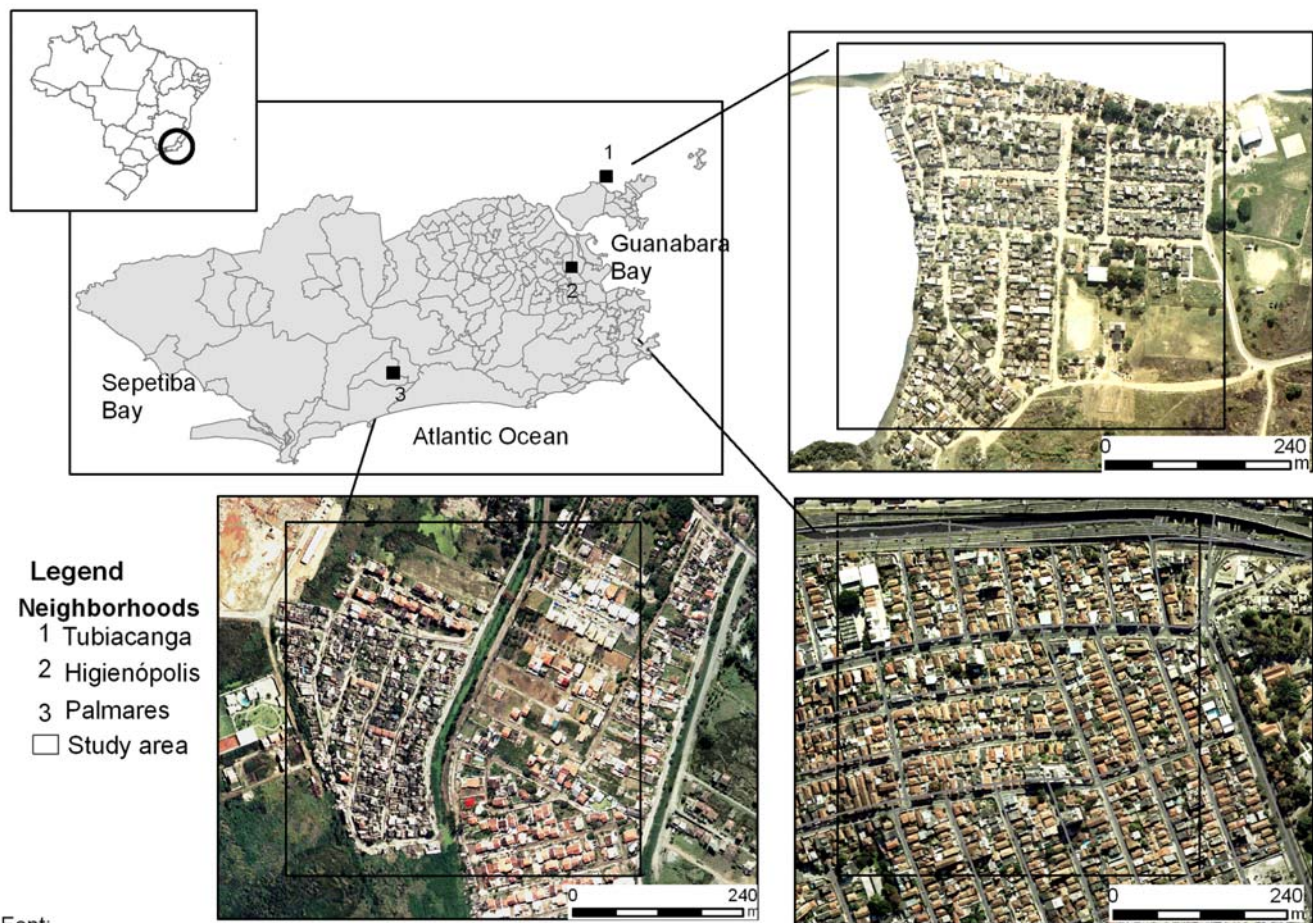 1
Guanabara
Bay
2
Sepetiba
Bay
3
Atlantic Ocean
0 240
m
Legend
Neighborhoods
1 Tubiacanga
2 Higienópolis
3 Palmares
Study area
0 240
m
0 240
m
Font: